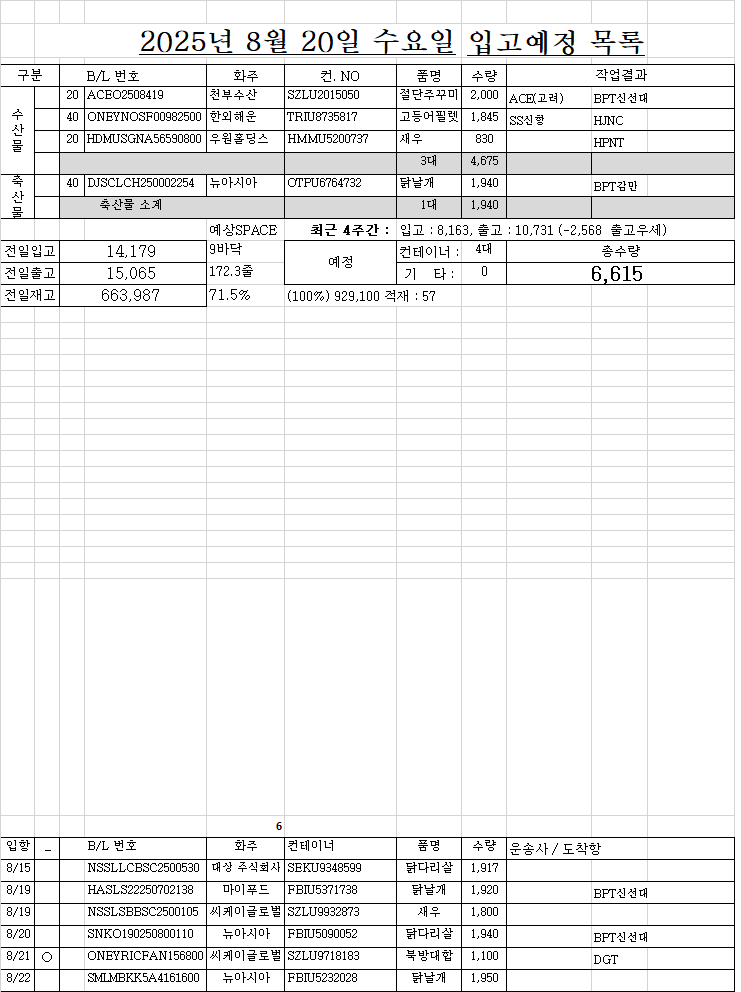 2025년 8월 20일 수요일 입고예정 목록
구분 B/L 번호 화주 컨. NO 품명 수량 작업결과
수산물
20 ACBO2508419 천부수산 SZLU2015050 절단주꾸미 2,000 ACE(고려) BPT신선대
40 ONEYNOSF00982500 한외해운 TRIU8735817 고등어필렛 1,845 SS신항 HJNC
20 HDMUSGNA56590800 우원홀딩스 HMMU5200737 새우 830 HPNT
3대 4,675
축산물
40 DJSCLCH250002254 뉴아시아 OTPU6764732 닭날개 1,940 BPT감만
축산물 소계 1대 1,940
예상SPACE 최근 4주간 : 입고 : 8,163, 출고 : 10,731 (-2,568 출고우세)
전일입고 14,179 9바닥 예정 컨테이너 : 4대 총수량
전일출고 15,065 172.3줄 기 타 : 0 6,615
전일재고 663,987 71.5% (100%) 929,100 적재 : 57
6
입항 _ B/L 번호 화주 컨테이너 품명 수량 운송사 / 도착항
8/15 NSSLLCBSC2500530 대상 주식회사 SEKU9348599 닭다리살 1,917
8/19 HASLS22250702138 마이푸드 FBIU5371738 닭날개 1,920 BPT신선대
8/19 NSSLSBBSC2500105 씨케이글로벌 SZLU9932873 새우 1,800
8/20 SNKO190250800110 뉴아시아 FBIU5090052 닭다리살 1,940 BPT신선대
8/21 ○ ONEYRICFAN156800 씨케이글로벌 SZLU9718183 북방대합 1,100 DGT
8/22 SMLMBKK5A4161600 뉴아시아 FBIU5232028 닭날개 1,950